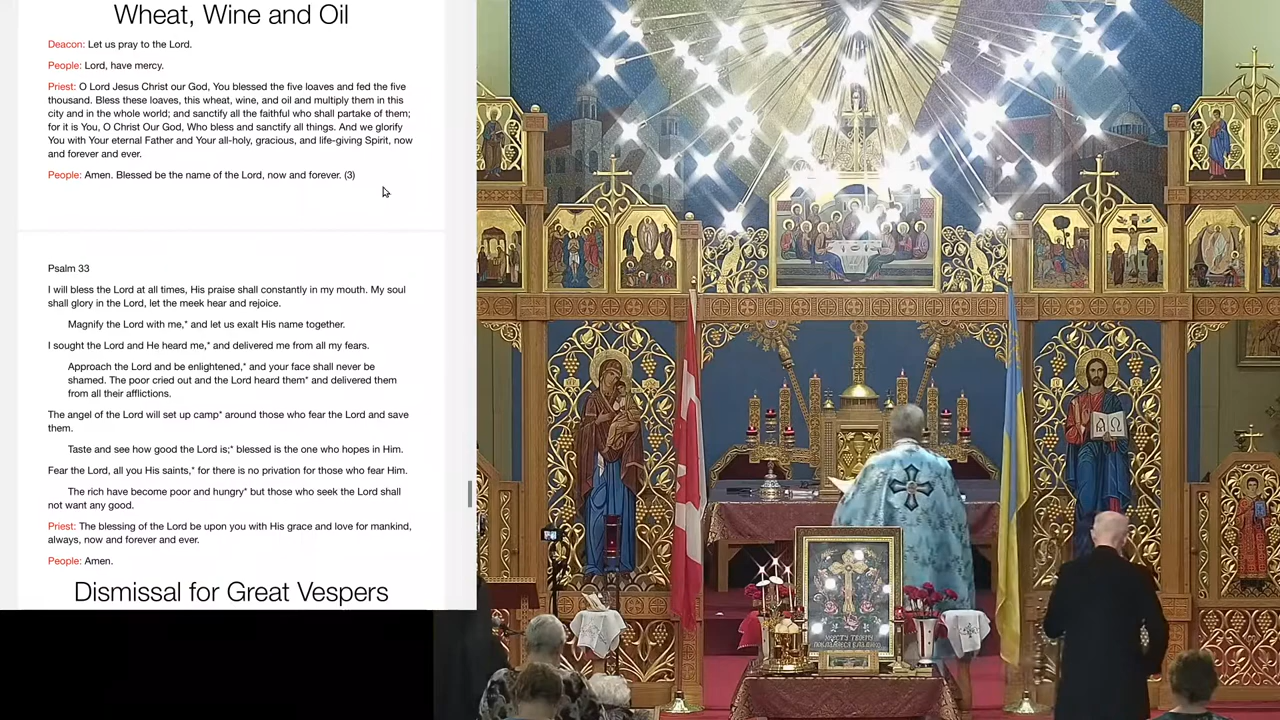 Wheat, Wine and Oil
Deacon: Let us pray to the Lord.
People: Lord, have mercy.
Priest: O Lord Jesus Christ our God, You blessed the five loaves and fed the five
thousand. Bless these loaves, this wheat, wine, and oil and multiply them in this
city and in the whole world; and sanctify all the faithful who shall partake of them;
for it is You, O Christ Our God, Who bless and sanctify all things. And we glorify
You with Your eternal Father and Your all-holy, gracious, and life-giving Spirit, now
and forever and ever.
People: Amen. Blessed be the name of the Lord, now and forever. (3)
Psalm 33
I will bless the Lord at all times, His praise shall constantly in my mouth. My soul
shall glory in the Lord, let the meek hear and rejoice.
Magnify the Lord with me,* and let us exalt His name together.
I sought the Lord and He heard me,* and delivered me from all my fears.
Approach the Lord and be enlightened,* and your face shall never be
shamed. The poor cried out and the Lord heard them* and delivered them
from all their afflictions.
The angel of the Lord will set up camp* around those who fear the Lord and save
them.
Taste and see how good the Lord is;* blessed is the one who hopes in Him.
Fear the Lord, all you His saints,* for there is no privation for those who fear Him.
The rich have become poor and hungry* but those who seek the Lord shall
not want any good.
Priest: The blessing of the Lord be upon you with His grace and love for mankind,
always, now and forever and ever.
People: Amen.
Dismissal for Great Vespers
Α Ω